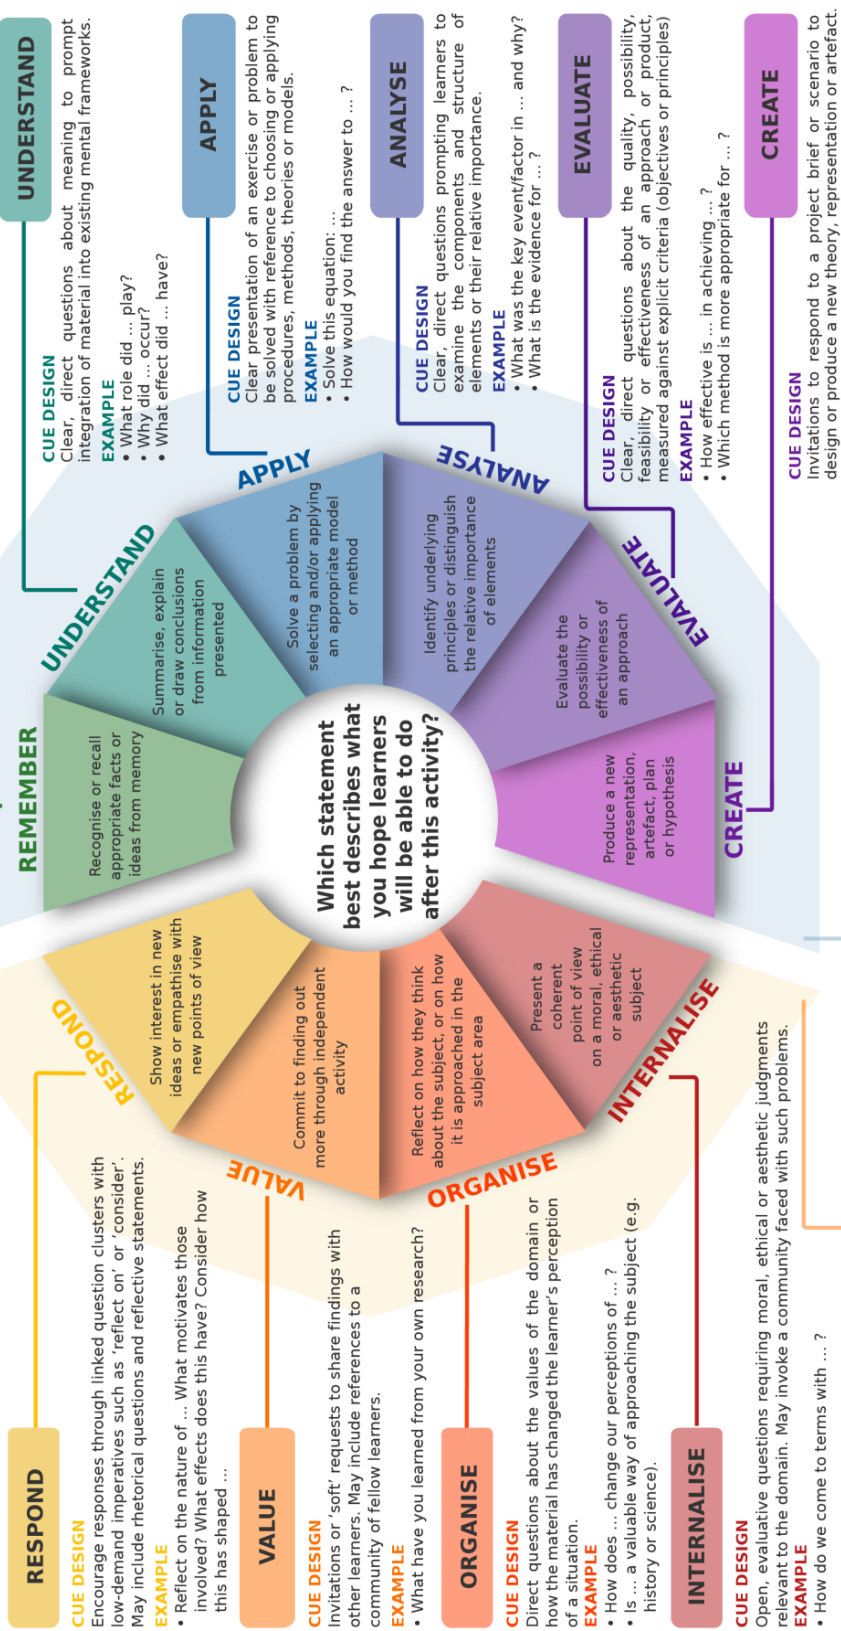 RESPOND
CUE DESIGN
Encourage responses through linked question clusters with
low-demand imperatives such as ‘reflect on’ or ‘consider’.
May include rhetorical questions and reflective statements.
EXAMPLE
• Reflect on the nature of ... What motivates those
involved? What effects does this have? Consider how
this has shaped ...
VALUE
CUE DESIGN
Invitations or ‘soft’ requests to share findings with
other learners. May include references to a
community of fellow learners.
EXAMPLE
• What have you learned from your own research?
ORGANISE
CUE DESIGN
Direct questions about the values of the domain or
how the material has changed the learner’s perception
of a situation.
EXAMPLE
• How does ... change our perceptions of ... ?
• Is ... a valuable way of approaching the subject (e.g.
history or science).
INTERNALISE
CUE DESIGN
Open, evaluative questions requiring moral, ethical or aesthetic judgments
relevant to the domain. May invoke a community faced with such problems.
EXAMPLE
• How do we come to terms with ... ?
RESPOND
Show interest in new
ideas or empathise with
new points of view
VALUE
Commit to finding out
more through independent
activity
ORGANISE
Reflect on how they think
about the subject, or on how
it is approached in the
subject area
INTERNALISE
Present a
coherent
point of view
on a moral, ethical
or aesthetic
subject
Which statement
best describes what
you hope learners
will be able to do
after this activity?
REMEMBER
Recognise or recall
appropriate facts or
ideas from memory
UNDERSTAND
Summarise, explain
or draw conclusions
from information
presented
APPLY
Solve a problem by
selecting and/or applying
an appropriate model
or method
ANALYSE
Identify underlying
principles or distinguish
the relative importance
of elements
EVALUATE
Evaluate the
possibility or
effectiveness of
an approach
CREATE
Produce a new
representation,
artefact, plan
or hypothesis
UNDERSTAND
CUE DESIGN
Clear, direct questions about meaning to prompt
integration of material into existing mental frameworks.
EXAMPLE
• What role did ... play?
• Why did ... occur?
• What effect did ... have?
APPLY
CUE DESIGN
Clear presentation of an exercise or problem to
be solved with reference to choosing or applying
procedures, methods, theories or models.
EXAMPLE
• Solve this equation: ...
• How would you find the answer to ... ?
ANALYSE
CUE DESIGN
Clear, direct questions prompting learners to
examine the components and structure of
elements or their relative importance.
EXAMPLE
• What was the key event/factor in ... and why?
• What is the evidence for ... ?
EVALUATE
CUE DESIGN
Clear, direct questions about the quality, possibility,
feasibility or effectiveness of an approach or product,
measured against explicit criteria (objectives or principles)
EXAMPLE
• How effective is ... in achieving ... ?
• Which method is more appropriate for ... ?
CREATE
CUE DESIGN
Invitations to respond to a project brief or scenario to
design or produce a new theory, representation or artefact.